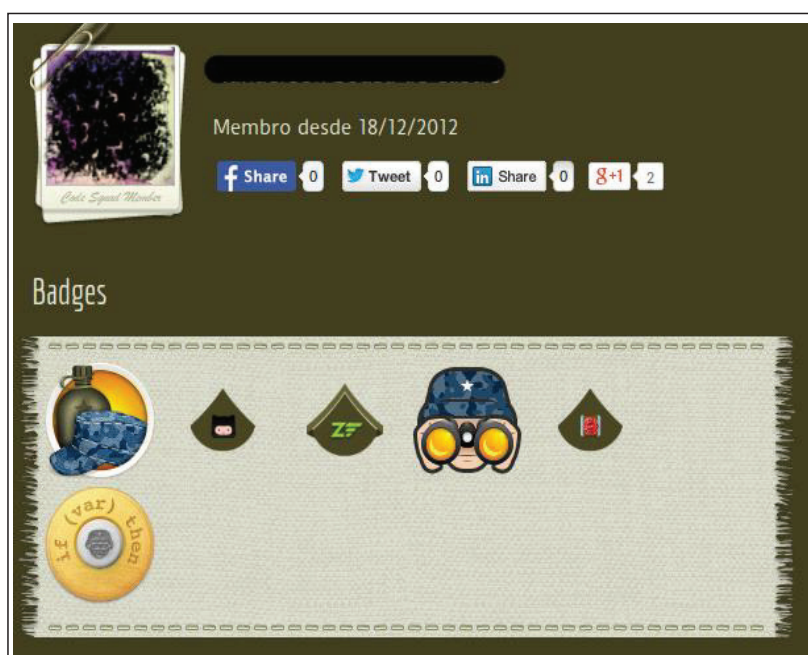 Membro desde 18/12/2012
Share 0 Tweet 0 in Share 0 g+1 2
Code Squad Member
Badges
ZF
if (var) then